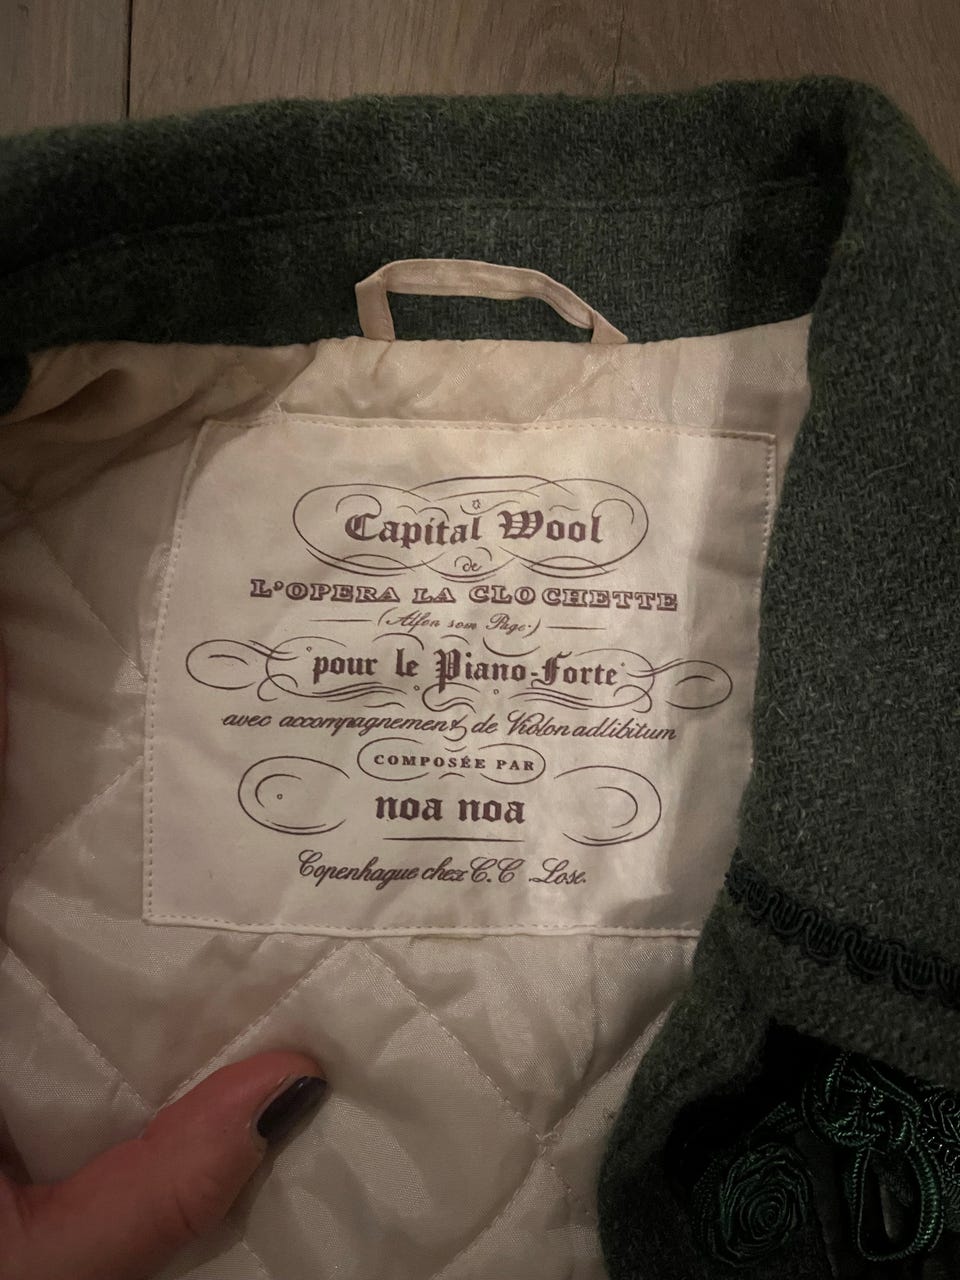 Capital Wool
de
L'OPERA LA CLOCHETTE
(Alfon som Page.)
pour le Piano-Forte
avec accompagnement de Violon adlibitum
COMPOSÉE PAR
noa noa
Copenhague chez C.C Lose.